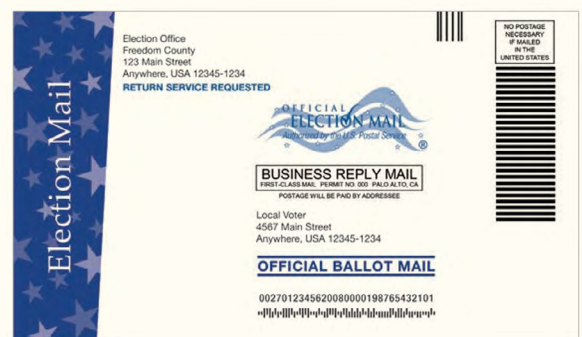 Election Mail
Election Office
Freedom County
123 Main Street
Anywhere, USA 12345-1234
RETURN SERVICE REQUESTED
NO POSTAGE
NECESSARY
IF MAILED
IN THE
UNITED STATES
OFFICIAL
ELECTION MAIL
Authorized by the U.S. Postal Service
®
BUSINESS REPLY MAIL
FIRST-CLASS MAIL PERMIT NO. 000 PALO ALTO, CA
POSTAGE WILL BE PAID BY ADDRESSEE
Local Voter
4567 Main Street
Anywhere, USA 12345-1234
OFFICIAL BALLOT MAIL
00270123456200800001987654321​01